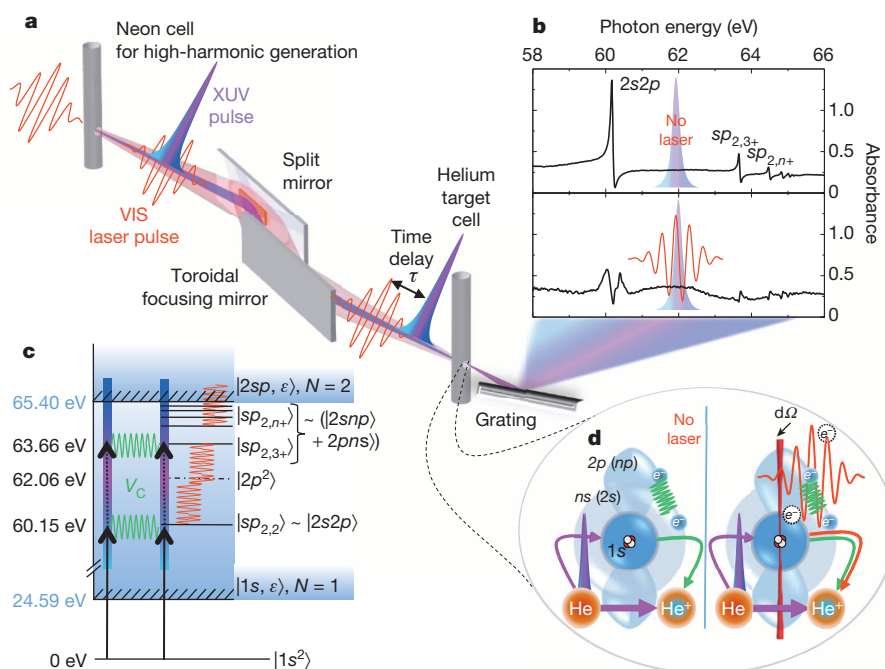 a
Neon cell
for high-harmonic generation
XUV
pulse
VIS
laser pulse
Split
mirror
Toroidal
focusing mirror
Helium
target
cell
Time
delay
τ
Grating
b
Photon energy (eV)
58 60 62 64 66
2s2p
No
laser
sp2,3+
sp2,n+
1.0
0.5
0
1.0
0.5
0
Absorbance
c
|2sp, ε⟩, N = 2
65.40 eV
|sp2,n+⟩
~ (|2snp⟩
+ 2pns⟩)
63.66 eV
|sp2,3+⟩
VC
62.06 eV
|2p²⟩
60.15 eV
|sp2,2⟩ ~ |2s2p⟩
|1s, ε⟩, N = 1
24.59 eV
0 eV
|1s²⟩
d
No
laser
dΩ
2p (np)
ns (2s)
1s
e–
e–
He
He+
e–
e–
e–
e–
He
He+